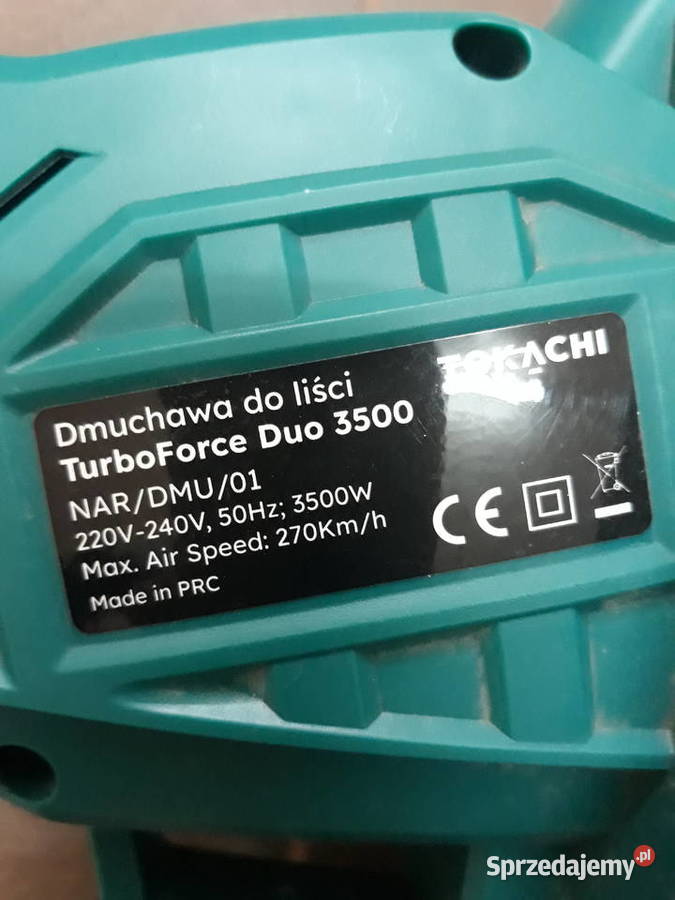 TOKACHI
Dmuchawa do liści
TurboForce Duo 3500
NAR/DMU/01
220V-240V, 50Hz; 3500W
Max. Air Speed: 270Km/h
Made in PRC
CE
Sprzedajemy.pl